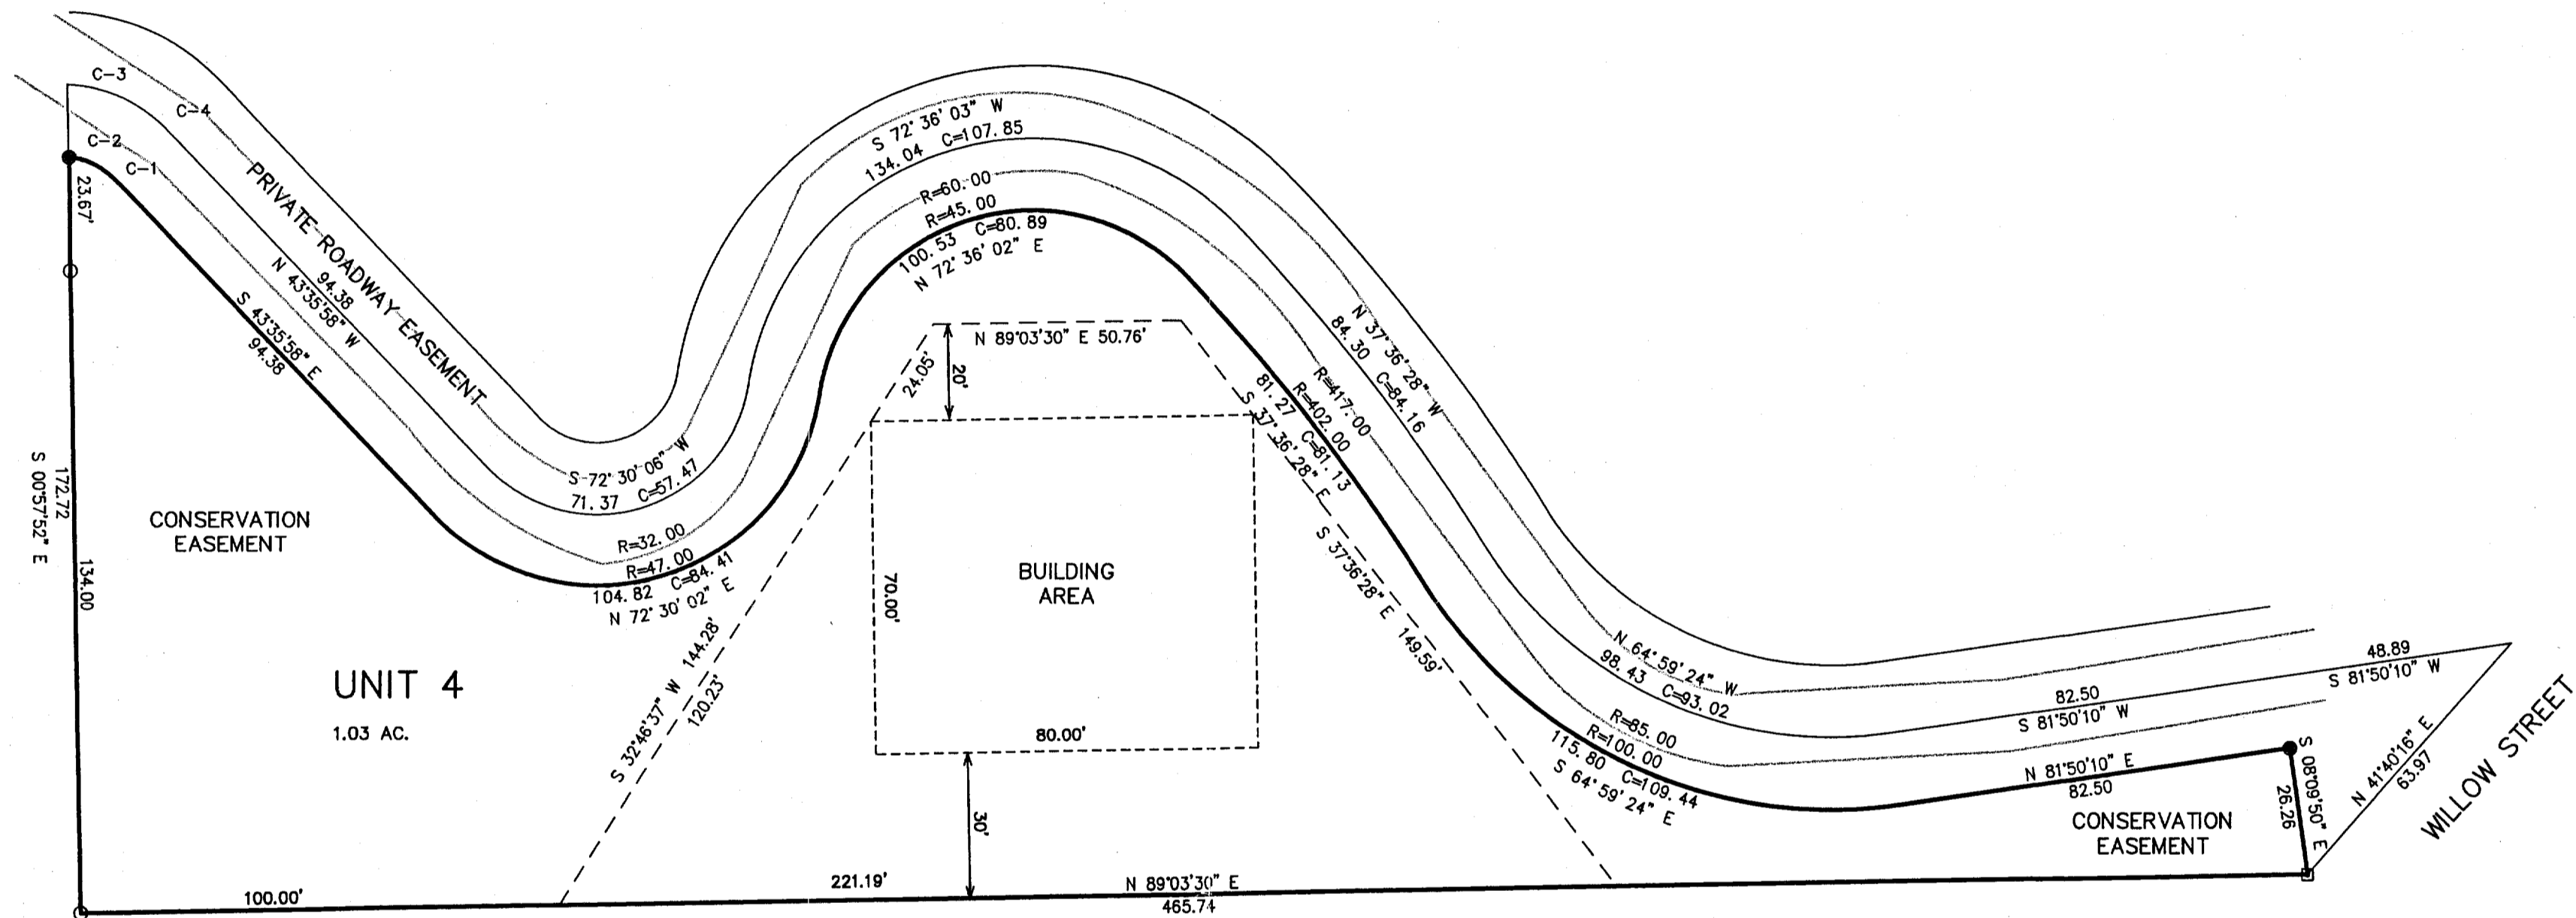 C-3
C-4
C-2
C-1
23.67'
PRIVATE ROADWAY EASEMENT
94.38
N 43°35'58" W
S 43°35'58" E
94.38
S 72° 36' 03" W
134.04 C=107.85
R=60.00
R=45.00
100.53 C=80.89
N 72° 36' 02" E
N 89°03'30" E 50.76'
24.05'
20'
N 37° 36' 28" W
84.30 C=84.16
R=417.00
R=402.00
81.27 C=81.13
S 37° 36' 28" E
S 72° 30' 06" W
71.37 C=57.47
R=32.00
R=47.00
104.82 C=84.41
N 72° 30' 02" E
S 00°57'52" E
172.72
134.00
CONSERVATION
EASEMENT
UNIT 4
1.03 AC.
S 32°46'37" W 144.28'
120.23'
70.00'
BUILDING
AREA
80.00'
30'
S 37°36'28" E 149.59'
N 64° 59' 24" W
98.43 C=93.02
R=85.00
R=100.00
115.80 C=109.44
S 64° 59' 24" E
82.50
S 81°50'10" W
48.89
S 81°50'10" W
N 81°50'10" E
82.50
S 08°09'50" E
26.26
N 41°40'16" E
63.97
WILLOW STREET
CONSERVATION
EASEMENT
100.00'
221.19'
N 89°03'30" E
465.74